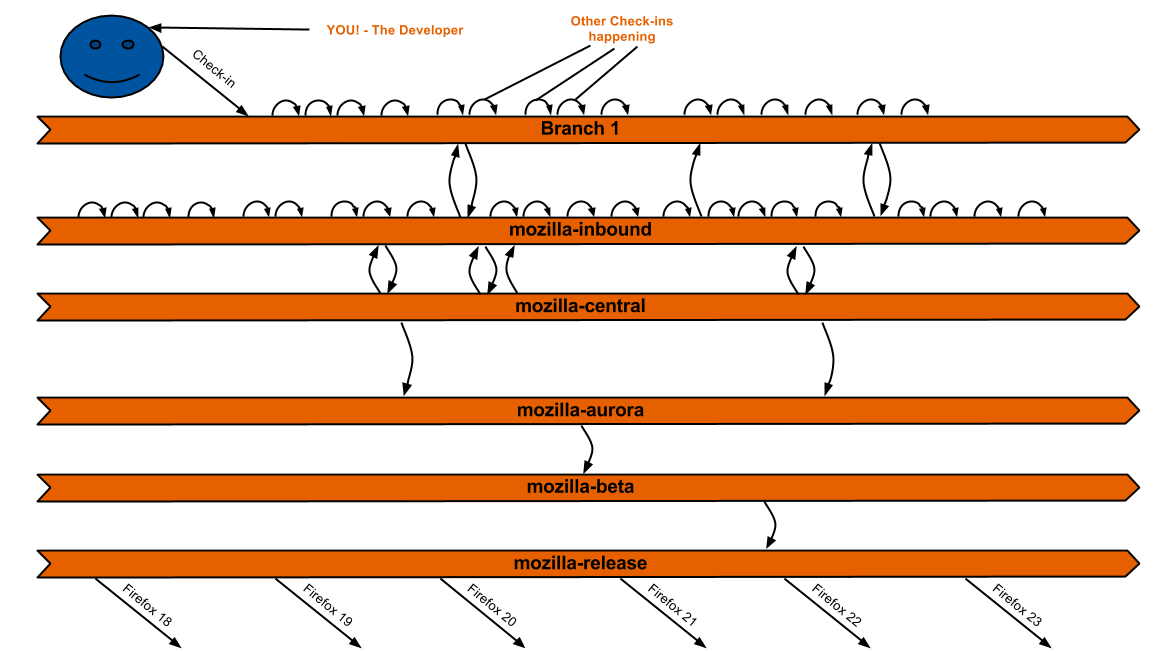 YOU! - The Developer
Other Check-ins
happening
Check-in
Branch 1
mozilla-inbound
mozilla-central
mozilla-aurora
mozilla-beta
mozilla-release
Firefox 18
Firefox 19
Firefox 20
Firefox 21
Firefox 22
Firefox 23